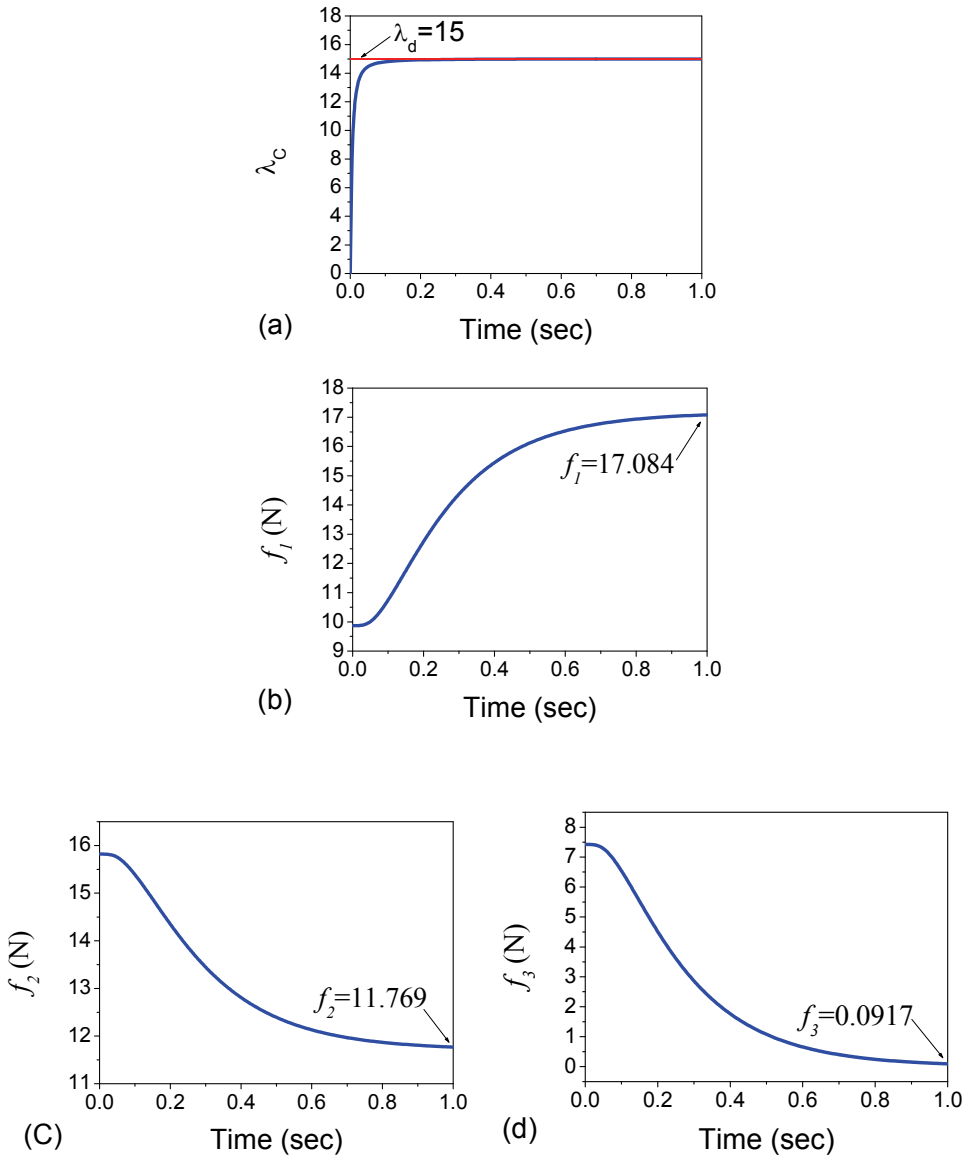 18
16
14
12
10
8
6
4
2
0
λd=15
λC
0.0 0.2 0.4 0.6 0.8 1.0
Time (sec)
(a)
18
17
16
15
14
13
12
11
10
9
f1=17.084
f1 (N)
0.0 0.2 0.4 0.6 0.8 1.0
Time (sec)
(b)
16
15
14
13
12
11
f2=11.769
f2 (N)
0.0 0.2 0.4 0.6 0.8 1.0
Time (sec)
(C)
8
7
6
5
4
3
2
1
0
f3=0.0917
f3 (N)
0.0 0.2 0.4 0.6 0.8 1.0
Time (sec)
(d)